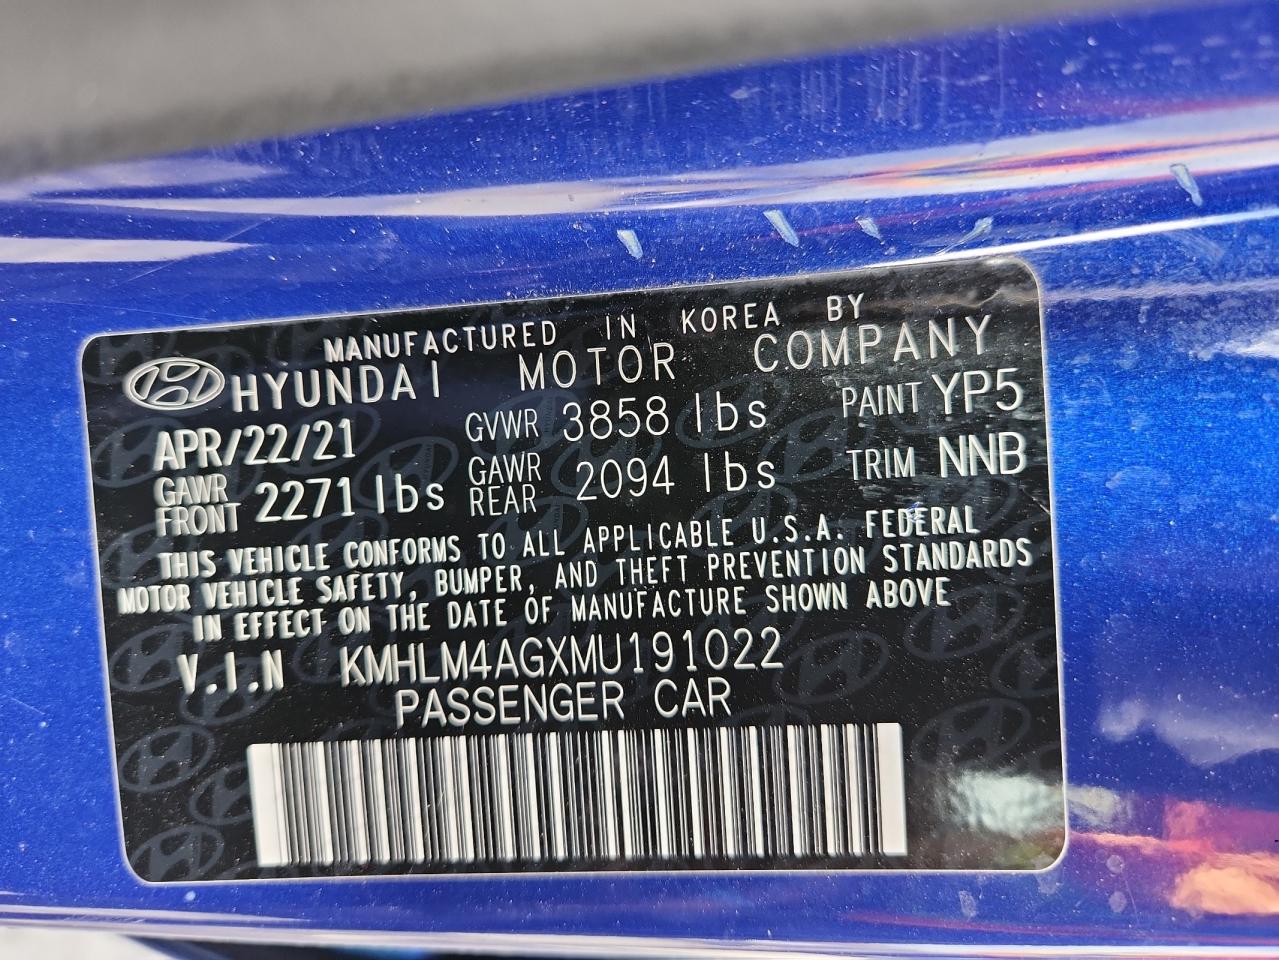 MANUFACTURED IN KOREA BY
HYUNDAI MOTOR COMPANY
APR/22/21 GVWR 3858 lbs PAINT YP5
GAWR FRONT 2271 lbs GAWR REAR 2094 lbs TRIM NNB
THIS VEHICLE CONFORMS TO ALL APPLICABLE U.S.A. FEDERAL
MOTOR VEHICLE SAFETY, BUMPER, AND THEFT PREVENTION STANDARDS
IN EFFECT ON THE DATE OF MANUFACTURE SHOWN ABOVE
V.I.N KMHLM4AGXMU191022
PASSENGER CAR